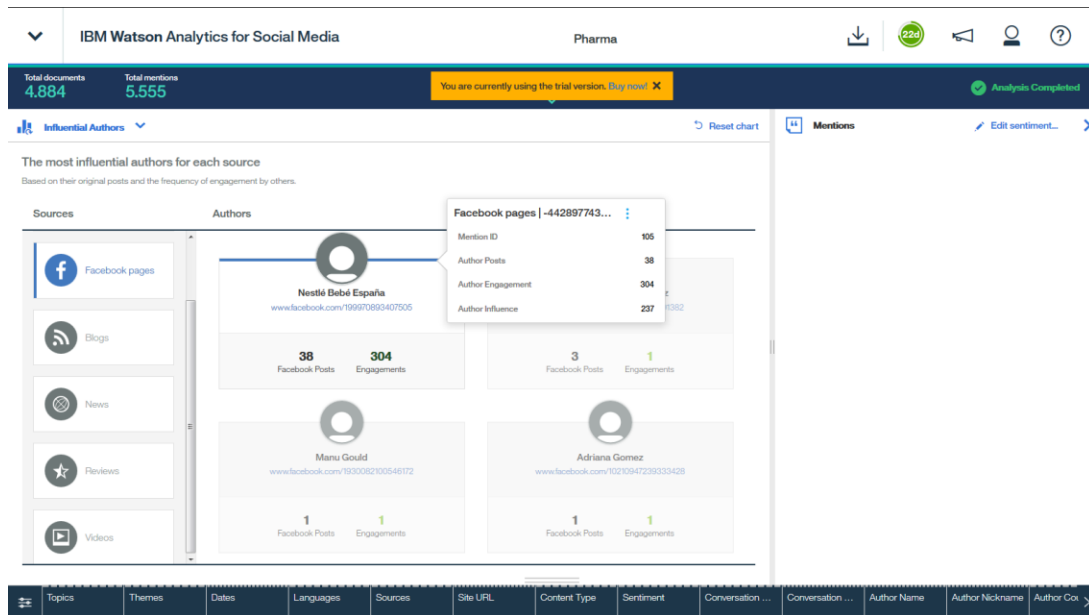 IBM Watson Analytics for Social Media
Pharma
22d
Total documents
4.884
Total mentions
5.555
You are currently using the trial version. Buy now! X
Analysis Completed
Influential Authors
Reset chart
Mentions
Edit sentiment...
The most influential authors for each source
Based on their original posts and the frequency of engagement by others.
Sources
Authors
Facebook pages
Blogs
News
Reviews
Videos
Facebook pages | -442897743...
Mention ID 105
Author Posts 38
Author Engagement 304
Author Influence 237
Nestlé Bebé España
www.facebook.com/199970893407505
38 304
Facebook Posts Engagements
3 1
Facebook Posts Engagements
Manu Gould
www.facebook.com/1930082100546172
1 1
Facebook Posts Engagements
Adriana Gomez
www.facebook.com/10210947239333428
1 1
Facebook Posts Engagements
Topics Themes Dates Languages Sources Site URL Content Type Sentiment Conversation ... Conversation ... Author Name Author Nickname Author Cou